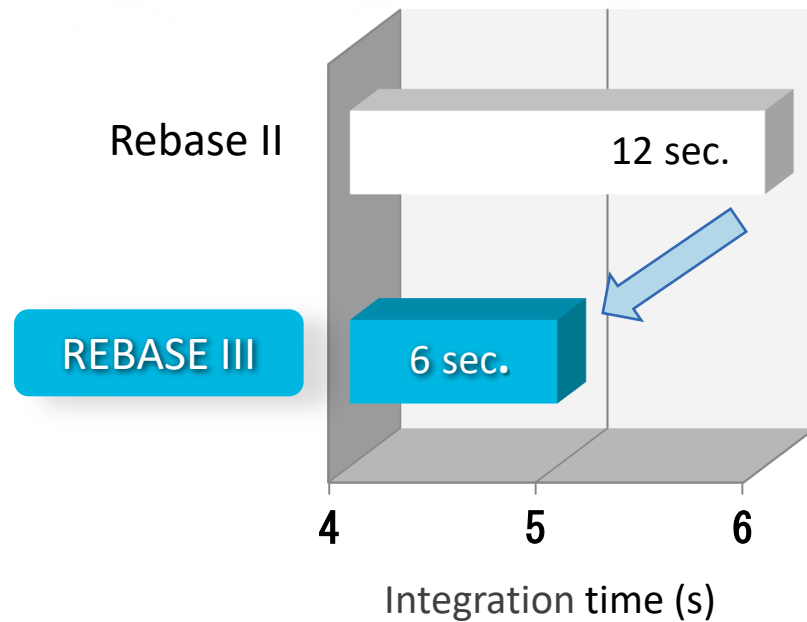 Rebase II
12 sec.
REBASE III
6 sec.
4 5 6
Integration time (s)